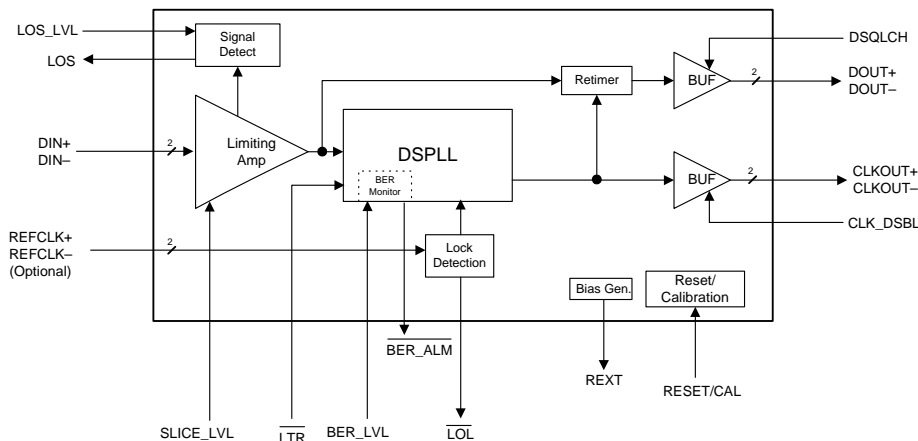 LOS_LVL
LOS
Signal
Detect
DSQLCH
Retimer
BUF
2
DOUT+
DOUT–
DIN+
DIN–
2
Limiting
Amp
DSPLL
BER
Monitor
BUF
2
CLKOUT+
CLKOUT–
CLK_DSBL
REFCLK+
REFCLK–
(Optional)
2
Lock
Detection
Bias Gen.
Reset/
Calibration
BER_ALM
REXT
RESET/CAL
SLICE_LVL
LTR
BER_LVL
LOL